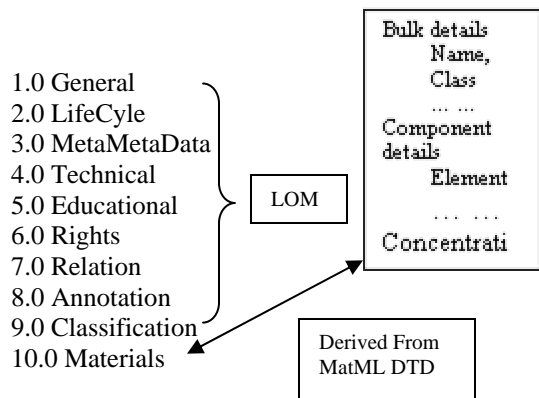 1.0 General
2.0 LifeCyle
3.0 MetaMetaData
4.0 Technical
5.0 Educational
6.0 Rights
7.0 Relation
8.0 Annotation
9.0 Classification
10.0 Materials
LOM
Bulk details
Name,
Class
... ...
Component
details
Element
... ...
Concentrati
Derived From
MatML DTD